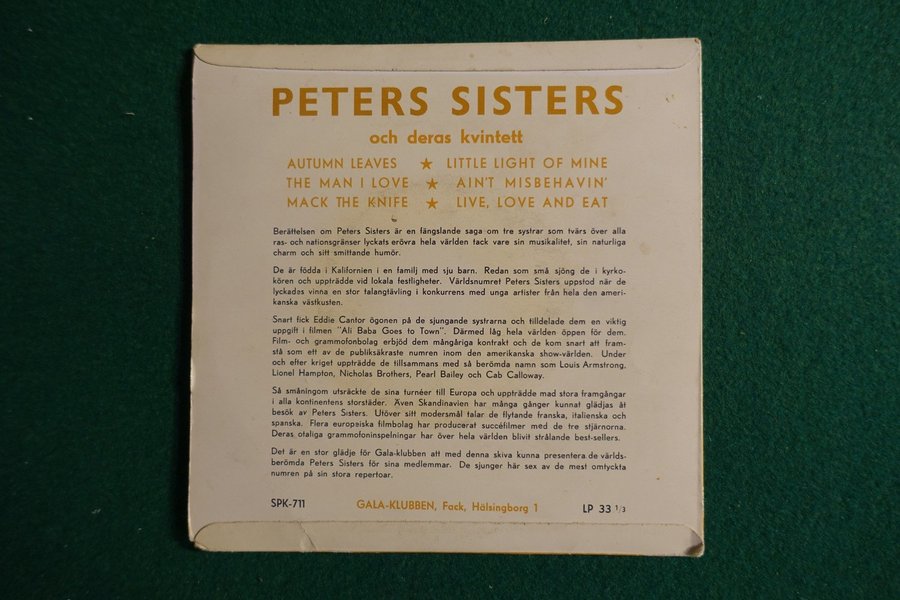 PETERS SISTERS
och deras kvintett
AUTUMN LEAVES ★ LITTLE LIGHT OF MINE
THE MAN I LOVE ★ AIN'T MISBEHAVIN'
MACK THE KNIFE ★ LIVE, LOVE AND EAT
Berättelsen om Peters Sisters är en fängslande saga om tre systrar som tvärs över alla
ras- och nationsgränser lyckats erövra hela världen tack vare sin musikalitet, sin naturliga
charm och sitt smittande humör.
De är födda i Kalifornien i en familj med sju barn. Redan som små sjöng de i kyrko-
kören och uppträdde vid lokala festligheter. Världsnumret Peters Sisters uppstod när de
lyckades vinna en stor talangtävling i konkurrens med unga artister från hela den ameri-
kanska västkusten.
Snart fick Eddie Cantor ögonen på de sjungande systrarna och tilldelade dem en viktig
uppgift i filmen "Ali Baba Goes to Town". Därmed låg hela världen öppen för dem.
Film- och grammofonbolag erbjöd dem mångåriga kontrakt och de kom snart att fram-
stå som ett av de publiksäkraste numren inom den amerikanska show-världen. Under
och efter kriget uppträdde de tillsammans med så berömda namn som Louis Armstrong,
Lionel Hampton, Nicholas Brothers, Pearl Bailey och Cab Calloway.
Så småningom utsräckte de sina turnéer till Europa och uppträdde mad stora framgångar
i alla kontinentens storstäder. Även Skandinavien har många gånger kunnat glädjas åt
besök av Peters Sisters. Utöver sitt modersmål talar de flytande franska, italienska och
spanska. Flera europeiska filmbolag har producerat succéfilmer med de tre stjärnorna.
Deras otaliga grammofoninspelningar har över hela världen blivit strålande best-sellers.
Det är en stor glädje för Gala-klubben att med denna skiva kunna presentera de världs-
berömda Peters Sisters för sina medlemmar. De sjunger här sex av de mest omtyckta
numren på sin stora repertoar.
SPK-711 GALA-KLUBBEN, Fack, Hälsingborg 1 LP 33 1/3